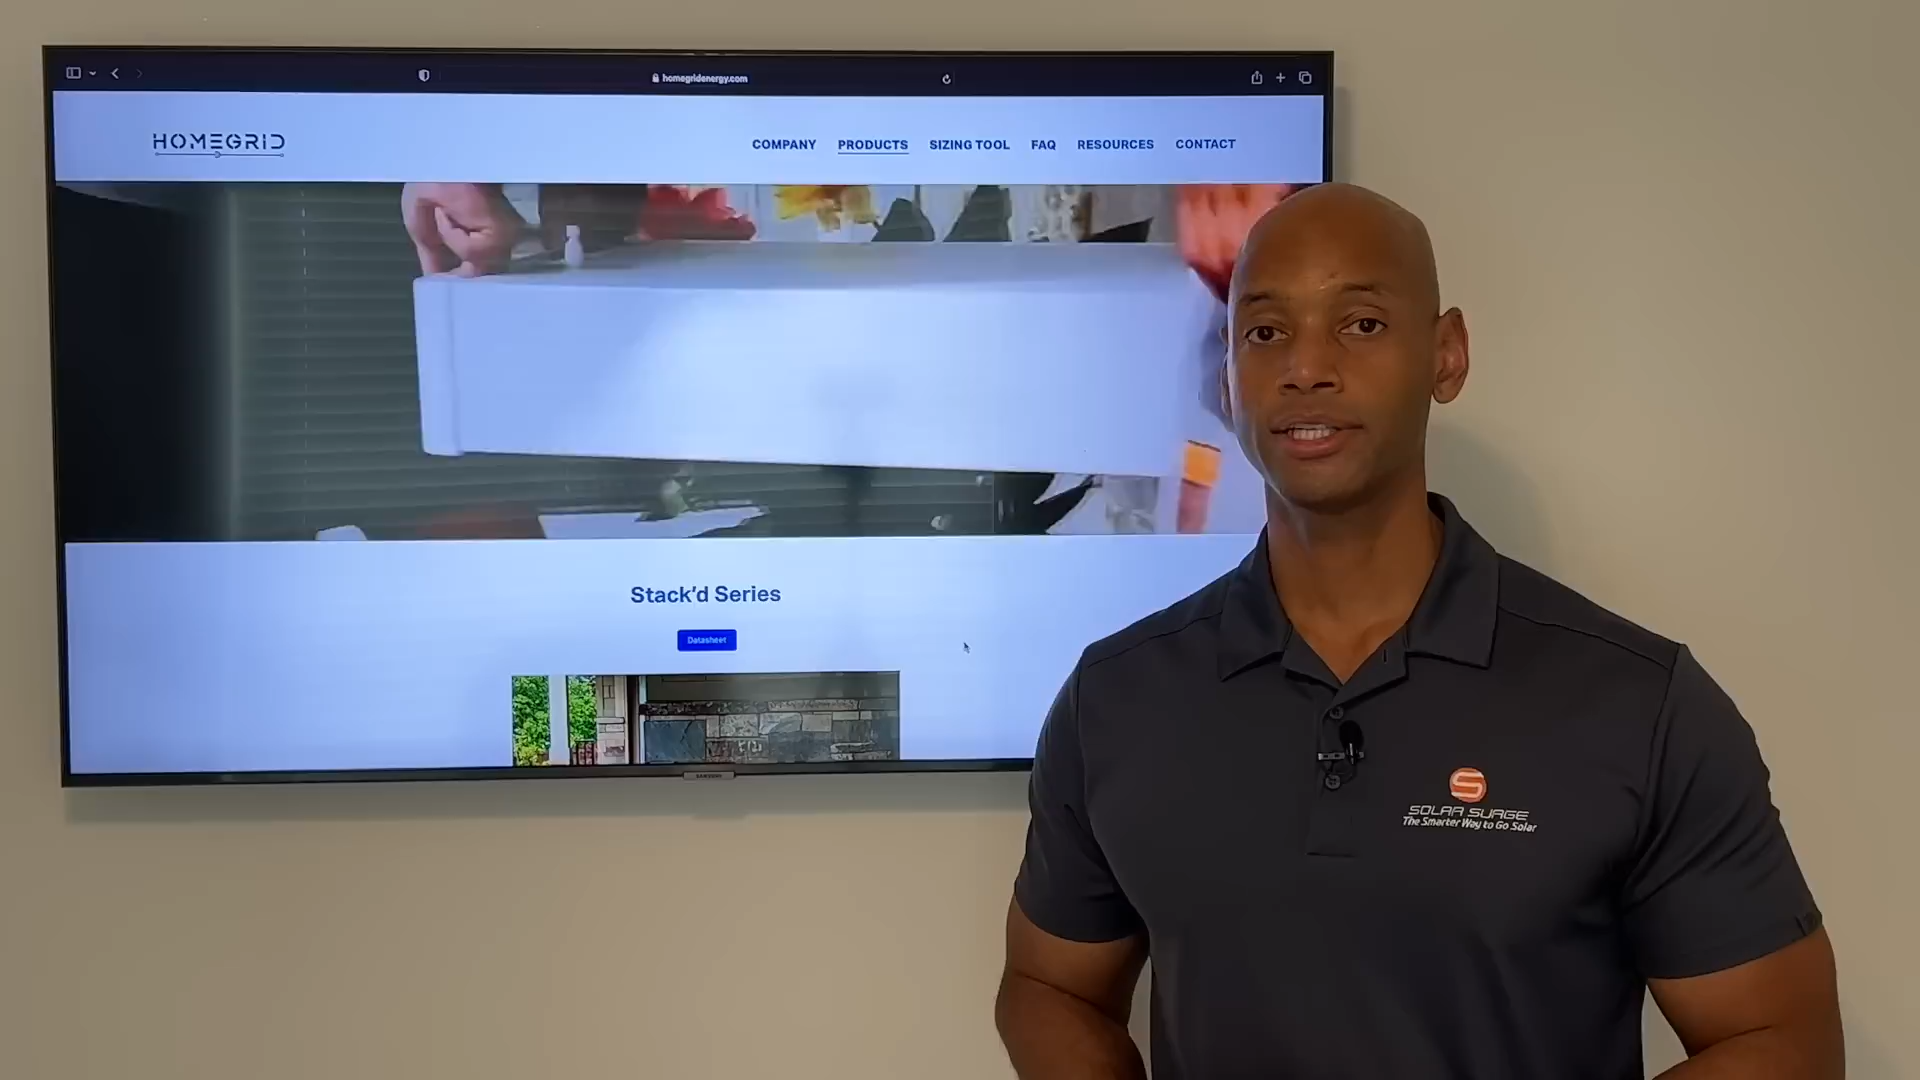 homegridenergy.com
HOMEGRID
COMPANY PRODUCTS SIZING TOOL FAQ RESOURCES CONTACT
Stack'd Series
Datasheet
SAMSUNG
SOLAR SURGE
The Smarter Way to Go Solar